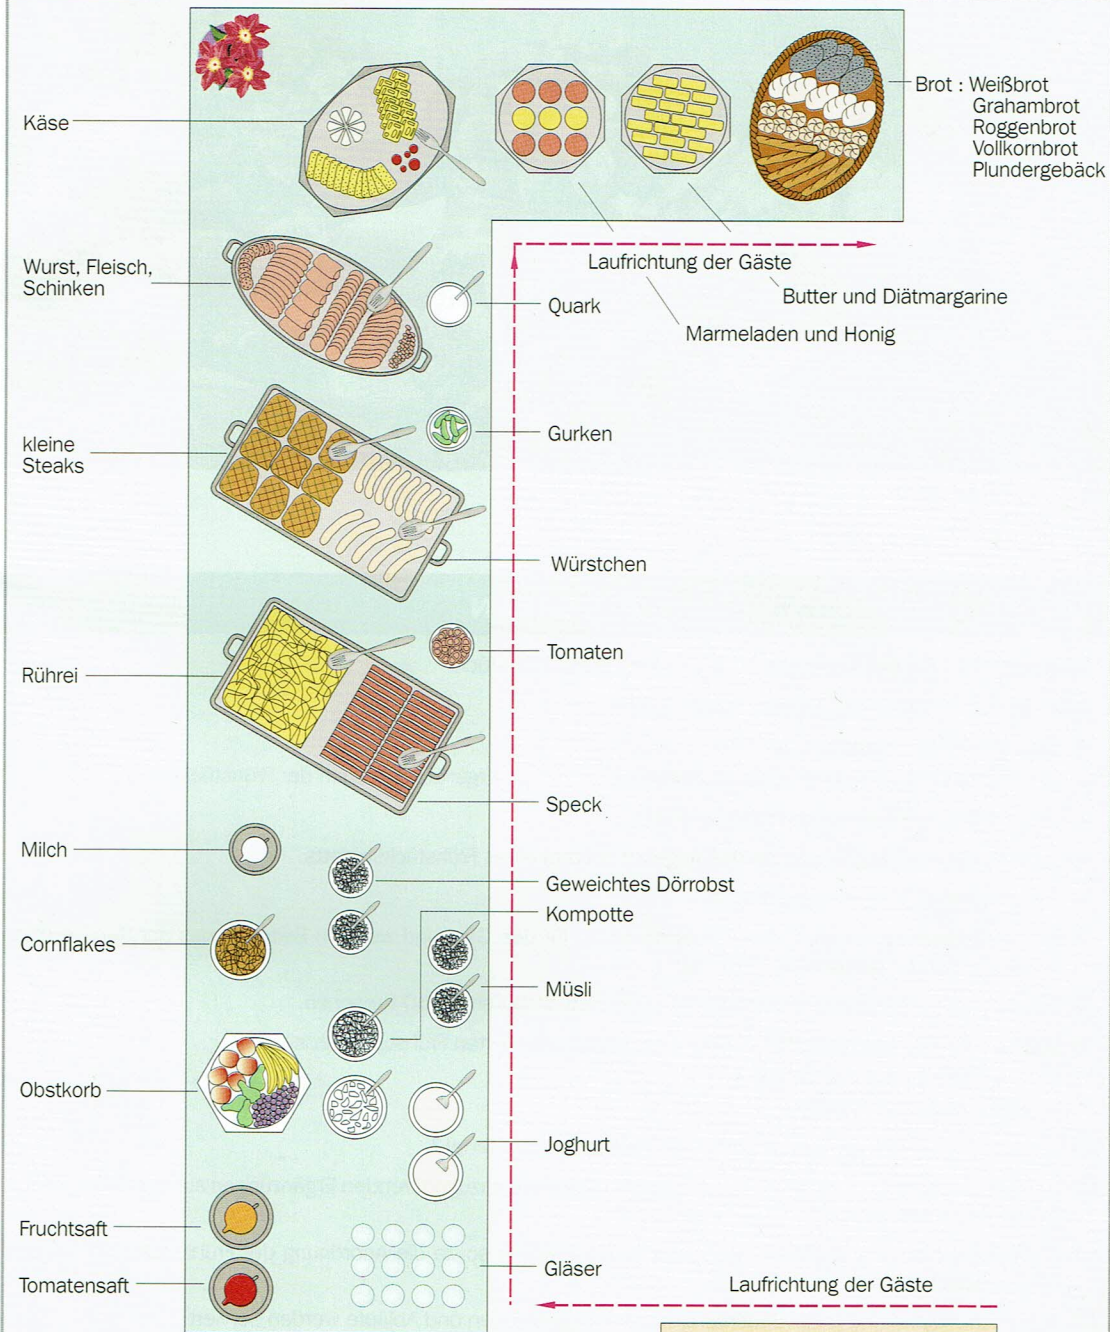 Käse
Brot : Weißbrot
Grahambrot
Roggenbrot
Vollkornbrot
Plundergebäck
Wurst, Fleisch,
Schinken
Laufrichtung der Gäste
Quark
Butter und Diätmargarine
Marmeladen und Honig
kleine
Steaks
Gurken
Würstchen
Rührei
Tomaten
Speck
Milch
Geweichtes Dörrobst
Kompotte
Cornflakes
Müsli
Obstkorb
Joghurt
Fruchtsaft
Gläser
Tomatensaft
Laufrichtung der Gäste